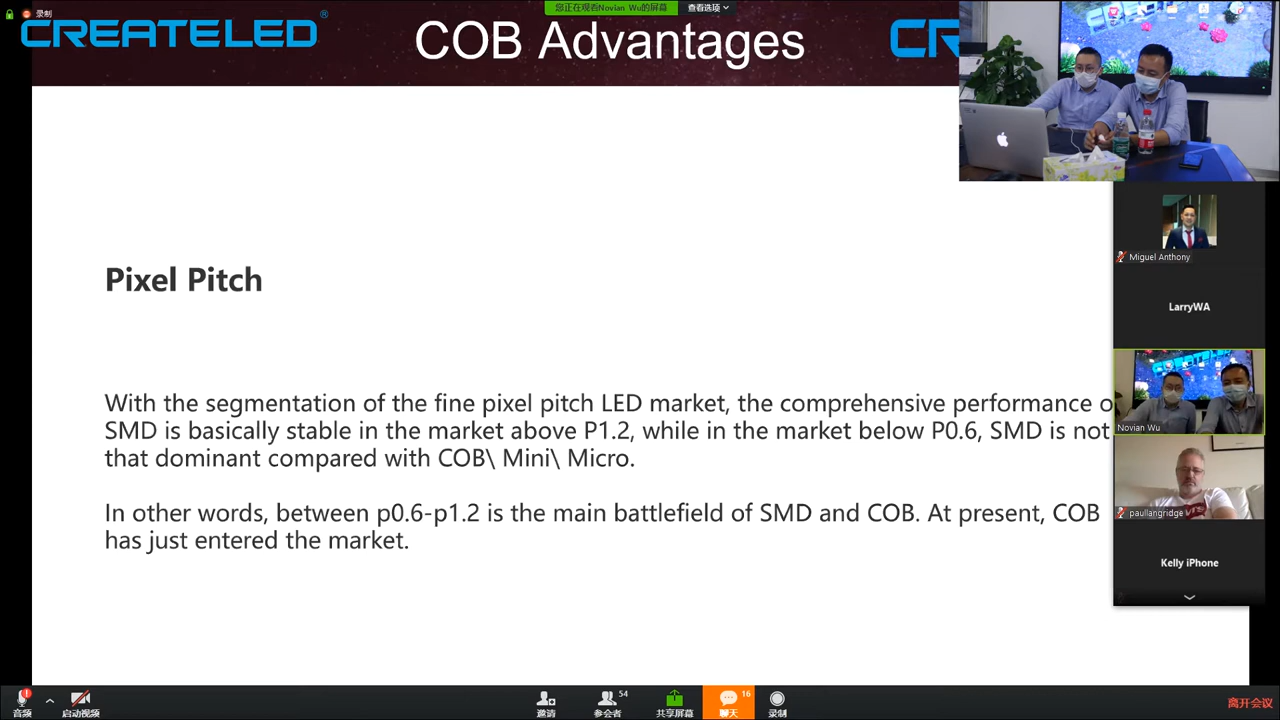 录制
您正在观看Novian Wu的屏幕
查看选项
CREATELED®
COB Advantages
CR
Pixel Pitch
With the segmentation of the fine pixel pitch LED market, the comprehensive performance o
SMD is basically stable in the market above P1.2, while in the market below P0.6, SMD is not
that dominant compared with COB\ Mini\ Micro.
In other words, between p0.6-p1.2 is the main battlefield of SMD and COB. At present, COB
has just entered the market.
Miguel Anthony
LarryWA
Novian Wu
paullangridge
Kelly iPhone
音频
启动视频
邀请
54
参会者
共享屏幕
16
聊天
录制
离开会议